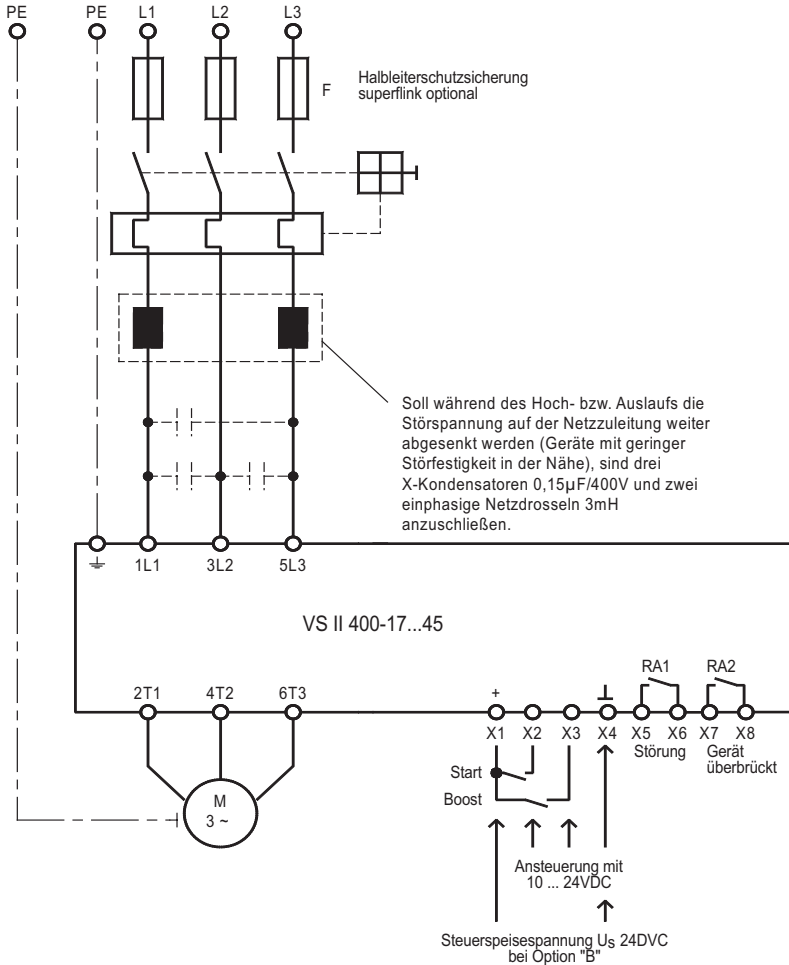 PE PE L1 L2 L3
F
Halbleiterschutzsicherung
superflink optional
Soll während des Hoch- bzw. Auslaufs die
Störspannung auf der Netzzuleitung weiter
abgesenkt werden (Geräte mit geringer
Störfestigkeit in der Nähe), sind drei
X-Kondensatoren 0,15µF/400V und zwei
einphasige Netzdrosseln 3mH
anzuschließen.
1L1 3L2 5L3
VS II 400-17...45
2T1 4T2 6T3
+ RA1 RA2
X1 X2 X3 X4 X5 X6 X7 X8
Störung
Gerät
überbrückt
Start
Boost
M
3 ~
Ansteuerung mit
10 ... 24VDC
Steuerspeisespannung US 24DVC
bei Option "B"